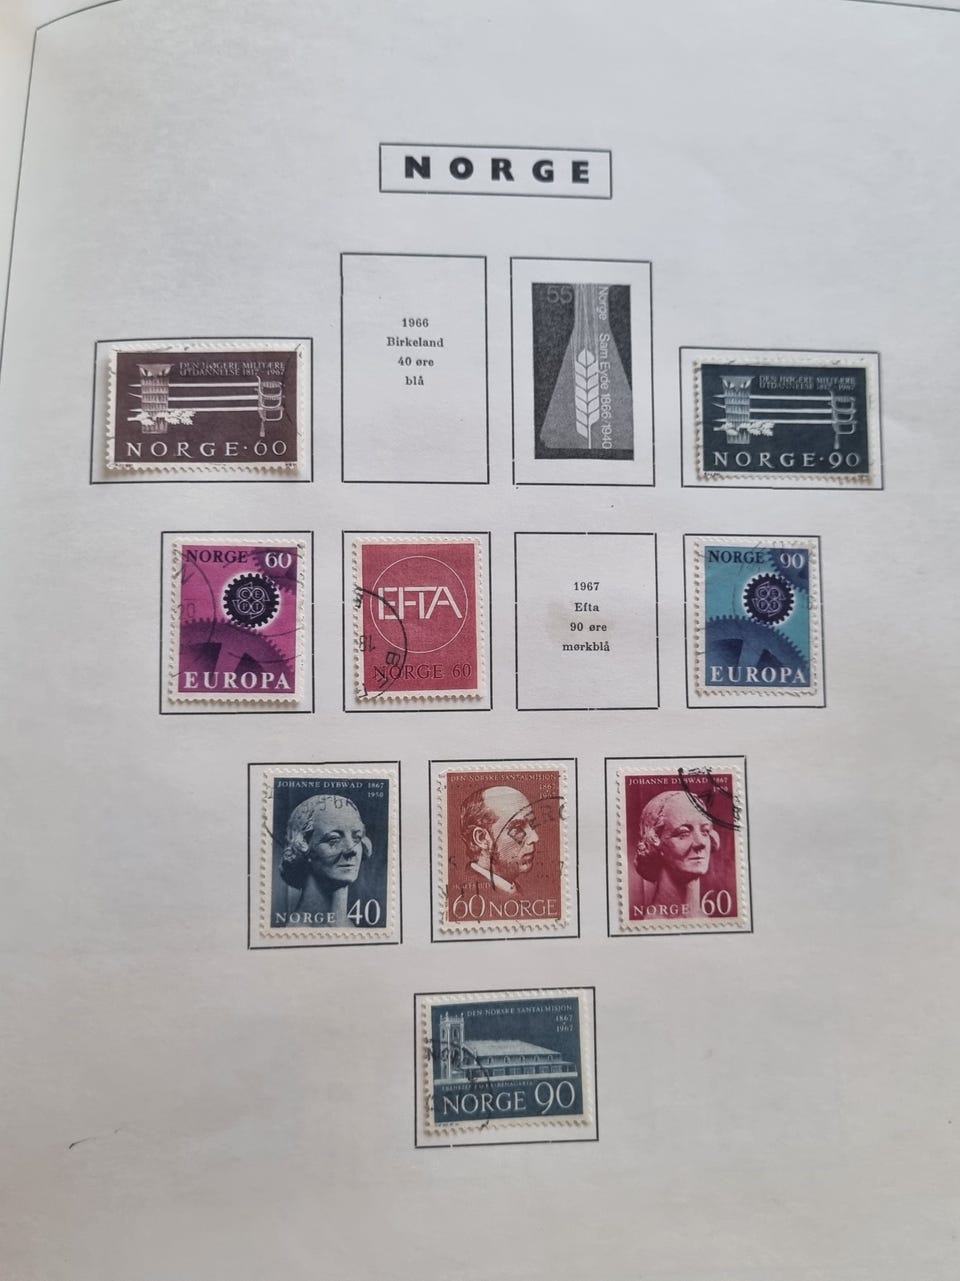 NORGE
DEN HØGERE MILITÆRE
UTDANNELSE 1817-1967
NORGE·60
1966
Birkeland
40 øre
blå
55
Norge Sam Eyde 1866 1940
DEN HØGERE MILITÆRE
UTDANNELSE 1817-1967
NORGE·90
NORGE 60
CEPT
EUROPA
EFTA
NORGE 60
1967
Efta
90 øre
mørkblå
NORGE 90
CEPT
EUROPA
JOHANNE DYBWAD 1867
1950
NORGE 40
DEN NORSKE SANTALMISJON
1867
1967
60 NORGE
JOHANNE DYBWAD 1867
1950
NORGE 60
DEN NORSKE SANTALMISJON
1867
1967
NORGE 90